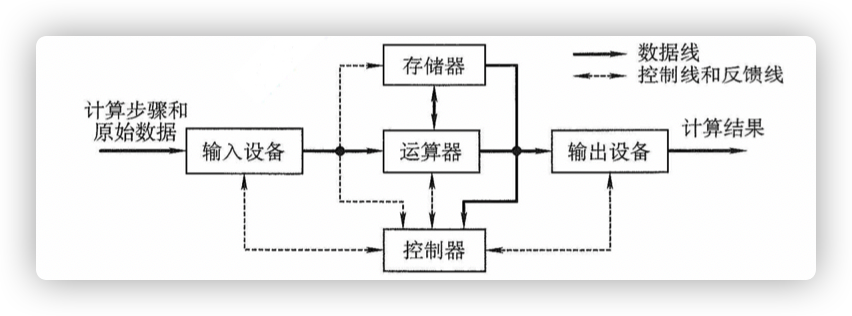 存储器
数据线
控制线和反馈线
计算步骤和
原始数据
输入设备
运算器
输出设备
计算结果
控制器